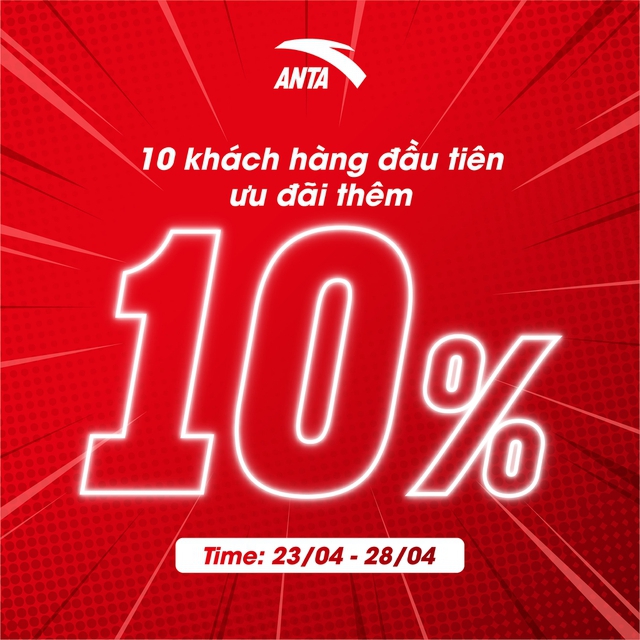 ANTA
10 khách hàng đầu tiên
ưu đãi thêm
10%
Time: 23/04 - 28/04